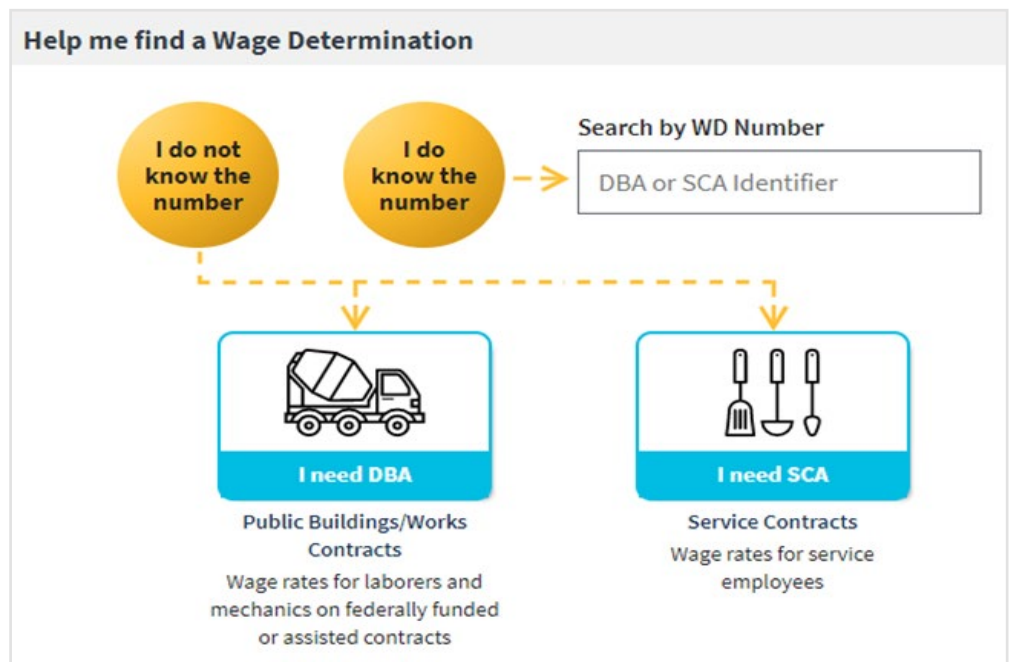 Help me find a Wage Determination
I do not
know the
number
I do
know the
number
Search by WD Number
DBA or SCA Identifier
I need DBA
Public Buildings/Works
Contracts
Wage rates for laborers and
mechanics on federally funded
or assisted contracts
I need SCA
Service Contracts
Wage rates for service
employees